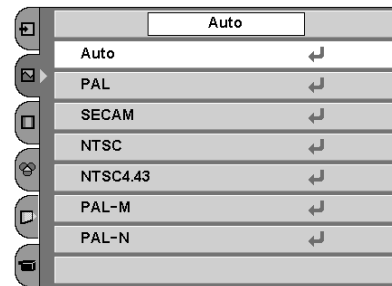 Auto
Auto
PAL
SECAM
NTSC
NTSC4.43
PAL-M
PAL-N